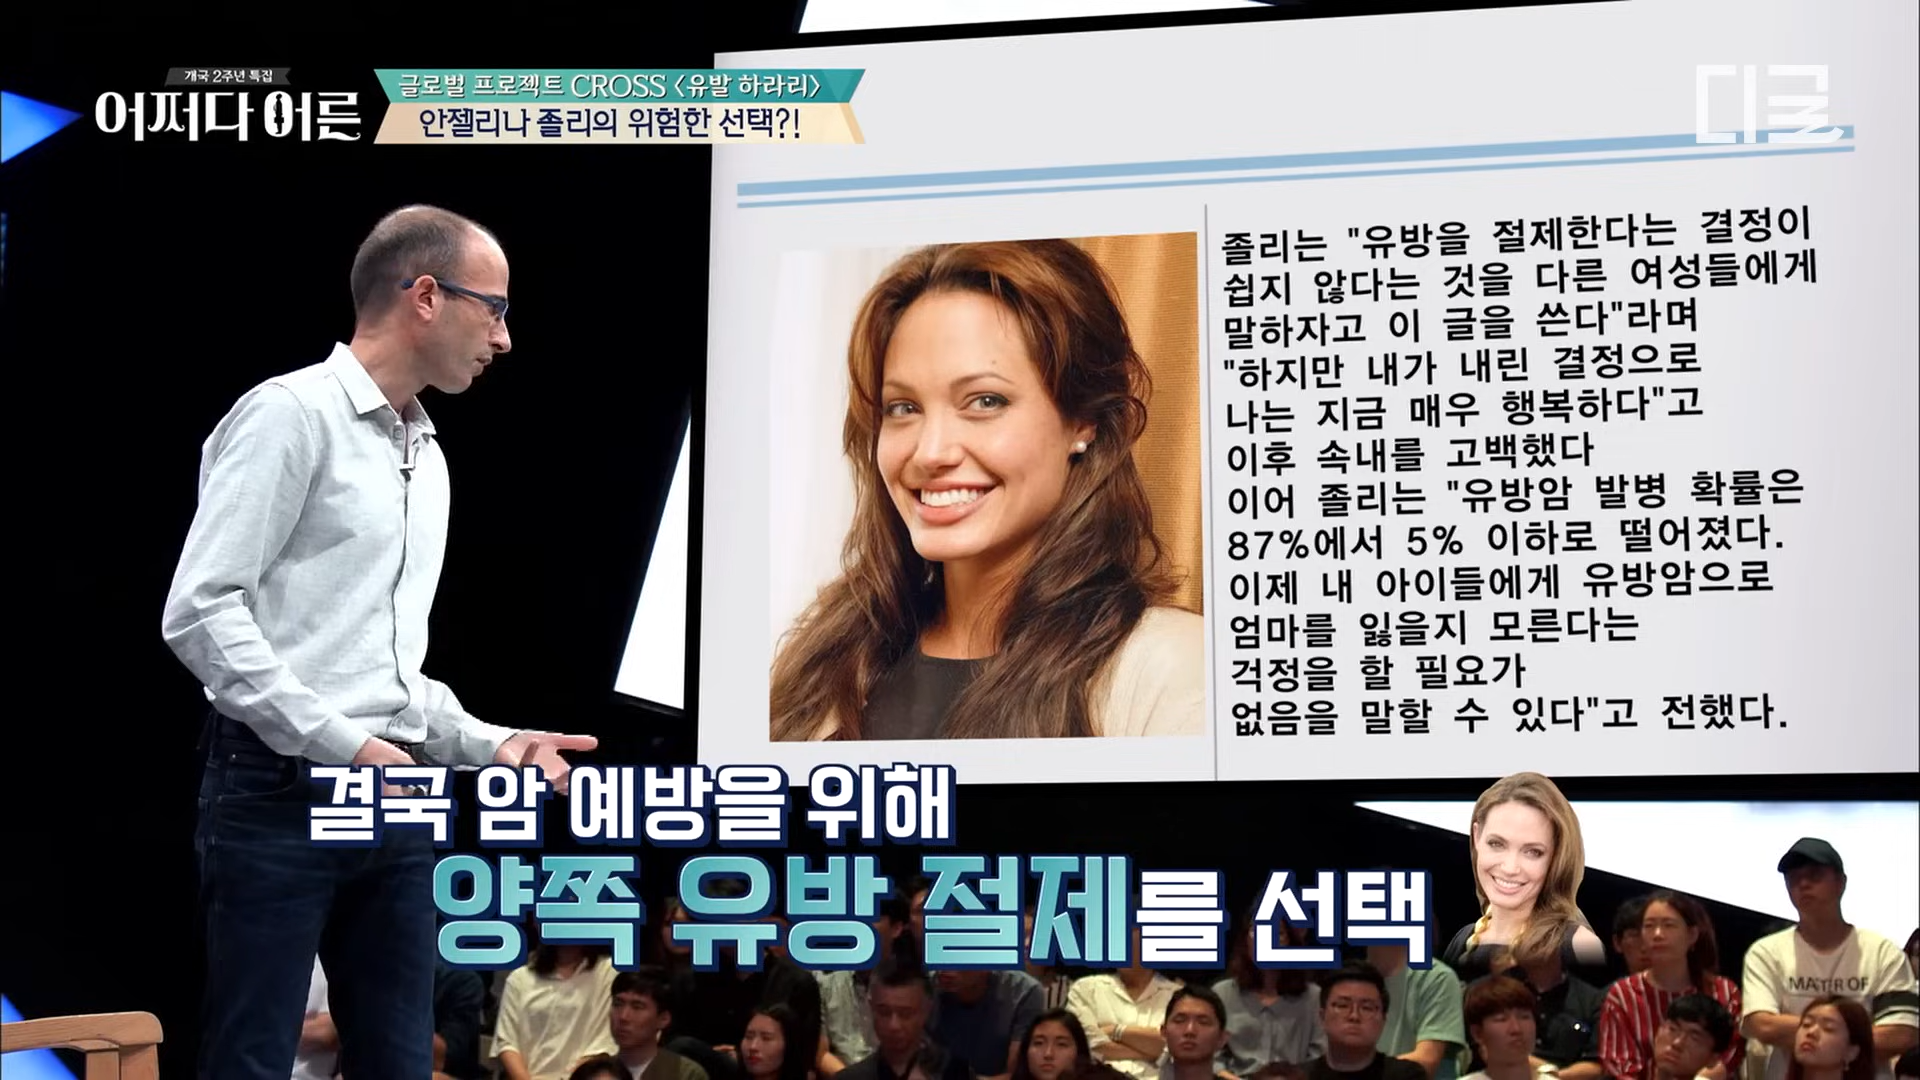 개국 2주년 특집
어쩌다 어른
글로벌 프로젝트 CROSS <유발 하라리>
안젤리나 졸리의 위험한 선택?!
디글
졸리는 "유방을 절제한다는 결정이
쉽지 않다는 것을 다른 여성들에게
말하자고 이 글을 쓴다"라며
"하지만 내가 내린 결정으로
나는 지금 매우 행복하다"고
이후 속내를 고백했다
이어 졸리는 "유방암 발병 확률은
87%에서 5% 이하로 떨어졌다.
이제 내 아이들에게 유방암으로
엄마를 잃을지 모른다는
걱정을 할 필요가
없음을 말할 수 있다"고 전했다.
결국 암 예방을 위해
양쪽 유방 절제를 선택
MATER OF